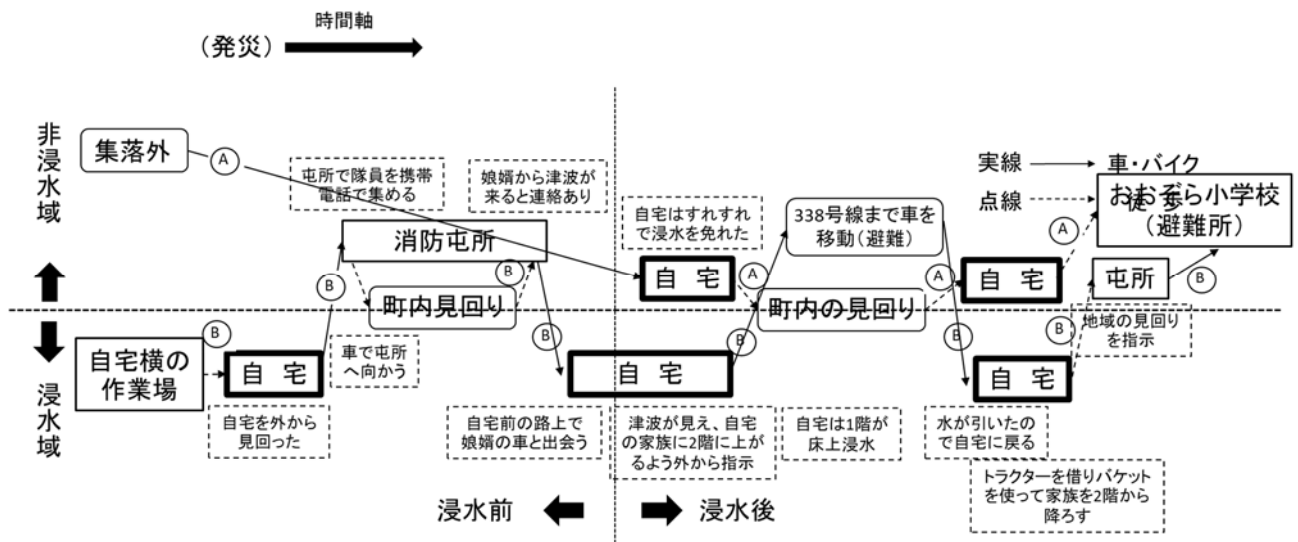 時間軸
(発災)
非浸水域
集落外
A
屯所で隊員を携帯
電話で集める
娘婿から津波が
来ると連絡あり
消防屯所
B
町内見回り
B
B
自宅はすれすれ
で浸水を免れた
自 宅
A
338号線まで車を
移動(避難)
町内の見回り
A
自 宅
実線
車・バイク
点線
徒 歩
おおぞら小学校
(避難所)
A
屯所
B
浸水域
自宅横の
作業場
B
自 宅
車で屯所
へ向かう
自宅を外から
見回った
自 宅
B
自宅前の路上で
娘婿の車と出会う
津波が見え、自宅
の家族に2階に上が
るよう外から指示
自宅は1階が
床上浸水
B
自 宅
B
地域の見回り
を指示
水が引いたの
で自宅に戻る
トラクターを借りバケット
を使って家族を2階から
降ろす
浸水前
浸水後